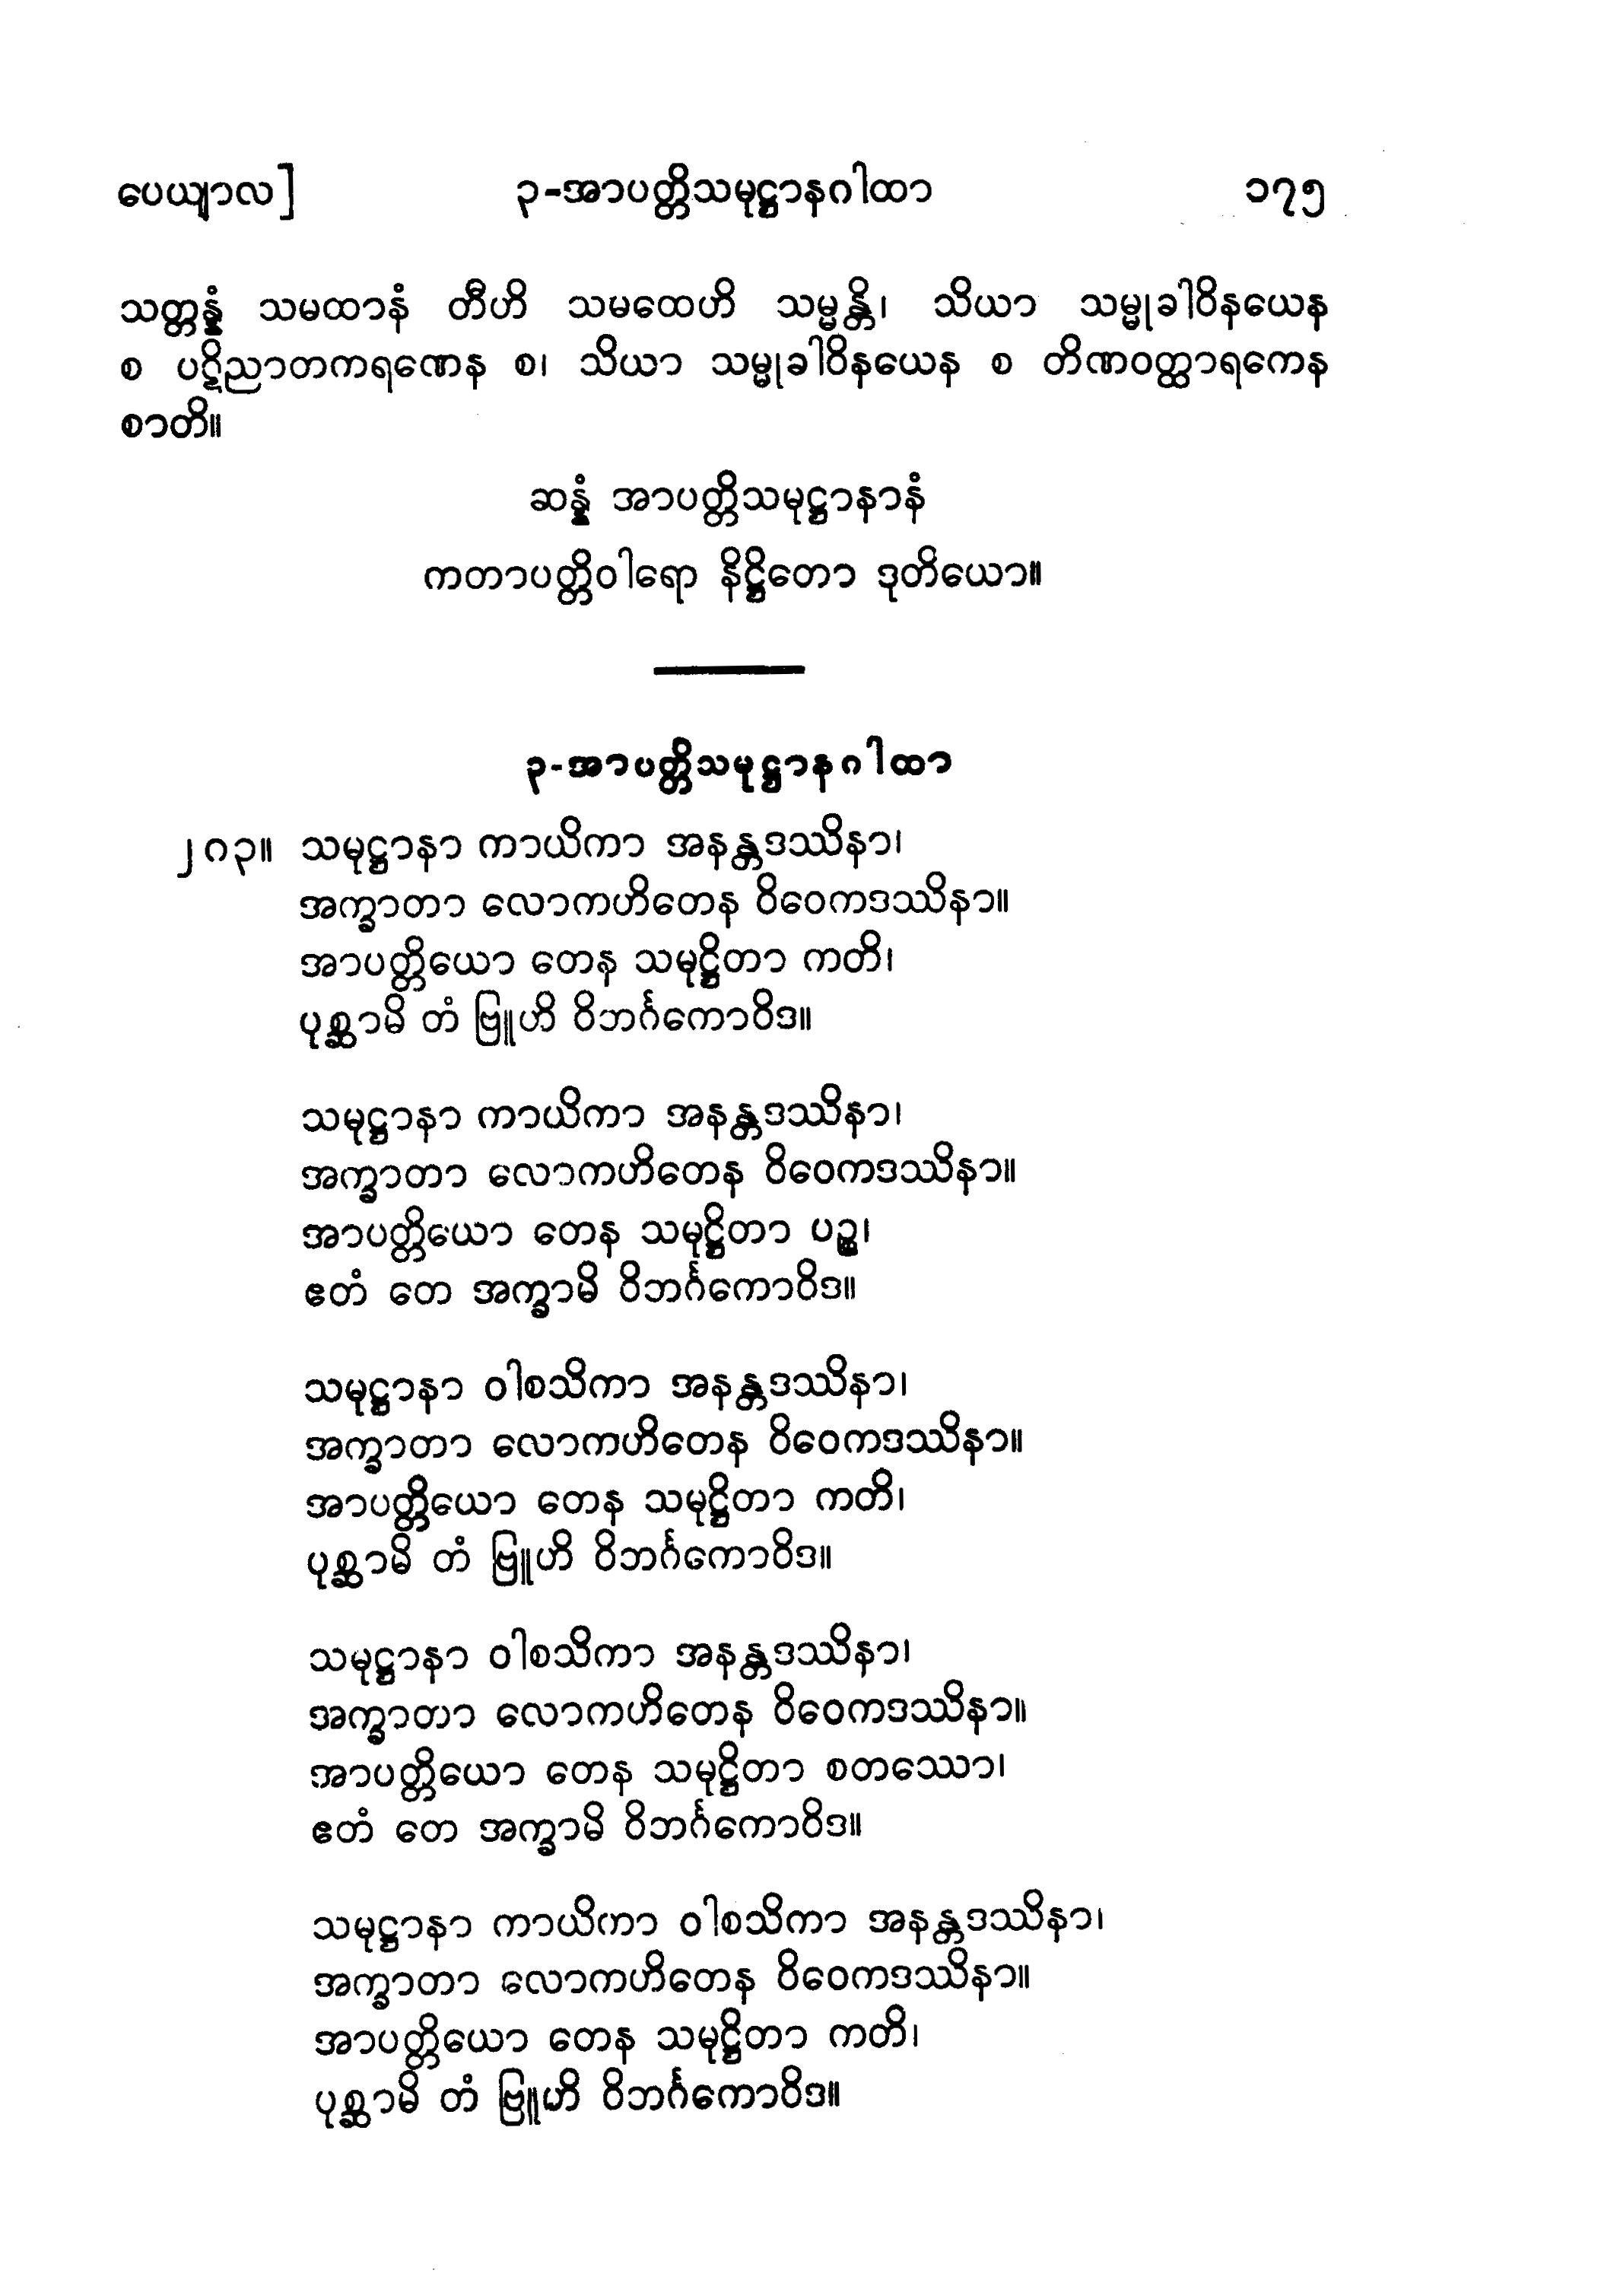 ပေယျာလ]
၃-အာပတ္တိသမုဋ္ဌာနဂါထာ
၁၇၅
သတ္တန္နံ သမထာနံ တီဟိ သမထေဟိ သမ္မန္တိ၊ သိယာ သမ္မုခါဝိနယေန
စ ပဋိညာတကရဏေန စ၊ သိယာ သမ္မုခါဝိနယေန စ တိဏဝတ္ထာရကေန
စာတိ။
ဆန္နံ အာပတ္တိသမုဋ္ဌာနာနံ
ကတာပတ္တိဝါရော နိဋ္ဌိတော ဒုတိယော။
၃-အာပတ္တိသမုဋ္ဌာနဂါထာ
၂၈၃။ သမုဋ္ဌာနာ ကာယိကာ အနန္တဒဿိနာ၊
အက္ခာတာ လောကဟိတေန ဝိဝေကဒဿိနာ။
အာပတ္တိယော တေန သမုဋ္ဌိတာ ကတိ၊
ပုစ္ဆာမိ တံ ဗြူဟိ ဝိဘင်္ဂကောဝိဒ။
သမုဋ္ဌာနာ ကာယိကာ အနန္တဒဿိနာ၊
အက္ခာတာ လောကဟိတေန ဝိဝေကဒဿိနာ။
အာပတ္တိယော တေန သမုဋ္ဌိတာ ပဉ္စ၊
ဧတံ တေ အက္ခာမိ ဝိဘင်္ဂကောဝိဒ။
သမုဋ္ဌာနာ ဝါစသိကာ အနန္တဒဿိနာ၊
အက္ခာတာ လောကဟိတေန ဝိဝေကဒဿိနာ။
အာပတ္တိယော တေန သမုဋ္ဌိတာ ကတိ၊
ပုစ္ဆာမိ တံ ဗြူဟိ ဝိဘင်္ဂကောဝိဒ။
သမုဋ္ဌာနာ ဝါစသိကာ အနန္တဒဿိနာ၊
အက္ခာတာ လောကဟိတေန ဝိဝေကဒဿိနာ။
အာပတ္တိယော တေန သမုဋ္ဌိတာ စတဿော၊
ဧတံ တေ အက္ခာမိ ဝိဘင်္ဂကောဝိဒ။
သမုဋ္ဌာနာ ကာယိကာ ဝါစသိကာ အနန္တဒဿိနာ၊
အက္ခာတာ လောကဟိတေန ဝိဝေကဒဿိနာ။
အာပတ္တိယော တေန သမုဋ္ဌိတာ ကတိ၊
ပုစ္ဆာမိ တံ ဗြူဟိ ဝိဘင်္ဂကောဝိဒ။